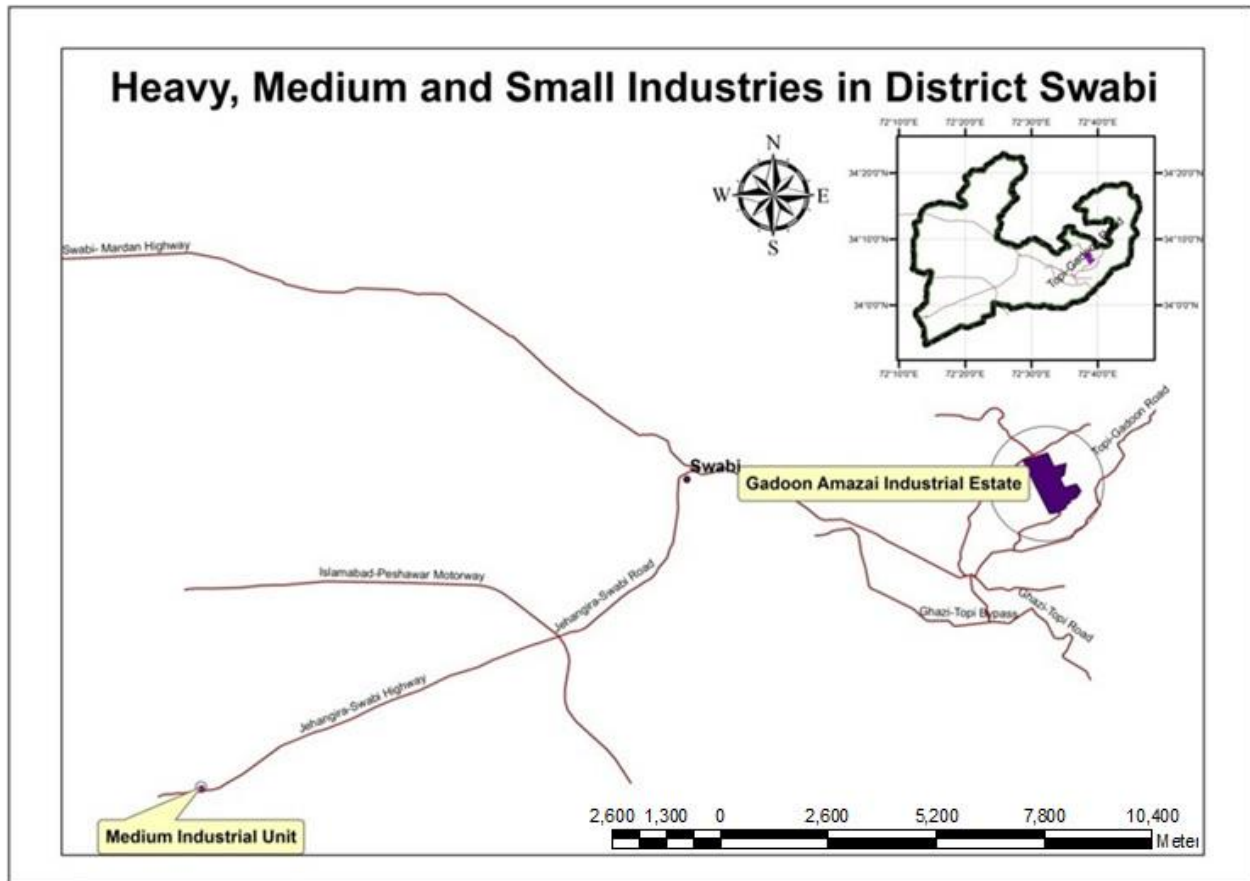 Heavy, Medium and Small Industries in District Swabi
72°10'0"E 72°20'0"E 72°30'0"E 72°40'0"E
N
W E
S
34°20'0"N 34°20'0"N
34°10'0"N 34°10'0"N
34°0'0"N 34°0'0"N
Topi-Gadoon Road
72°10'0"E 72°20'0"E 72°30'0"E 72°40'0"E
Swabi- Mardan Highway
Topi-Gadoon Road
Swabi
Gadoon Amazai Industrial Estate
Islamabad-Peshawar Motorway
Jehangira-Swabi Road
Ghazi-Topi Bypass
Ghazi-Topi Road
Jehangira-Swabi Highway
Medium Industrial Unit
2,600 1,300 0 2,600 5,200 7,800 10,400
Meter